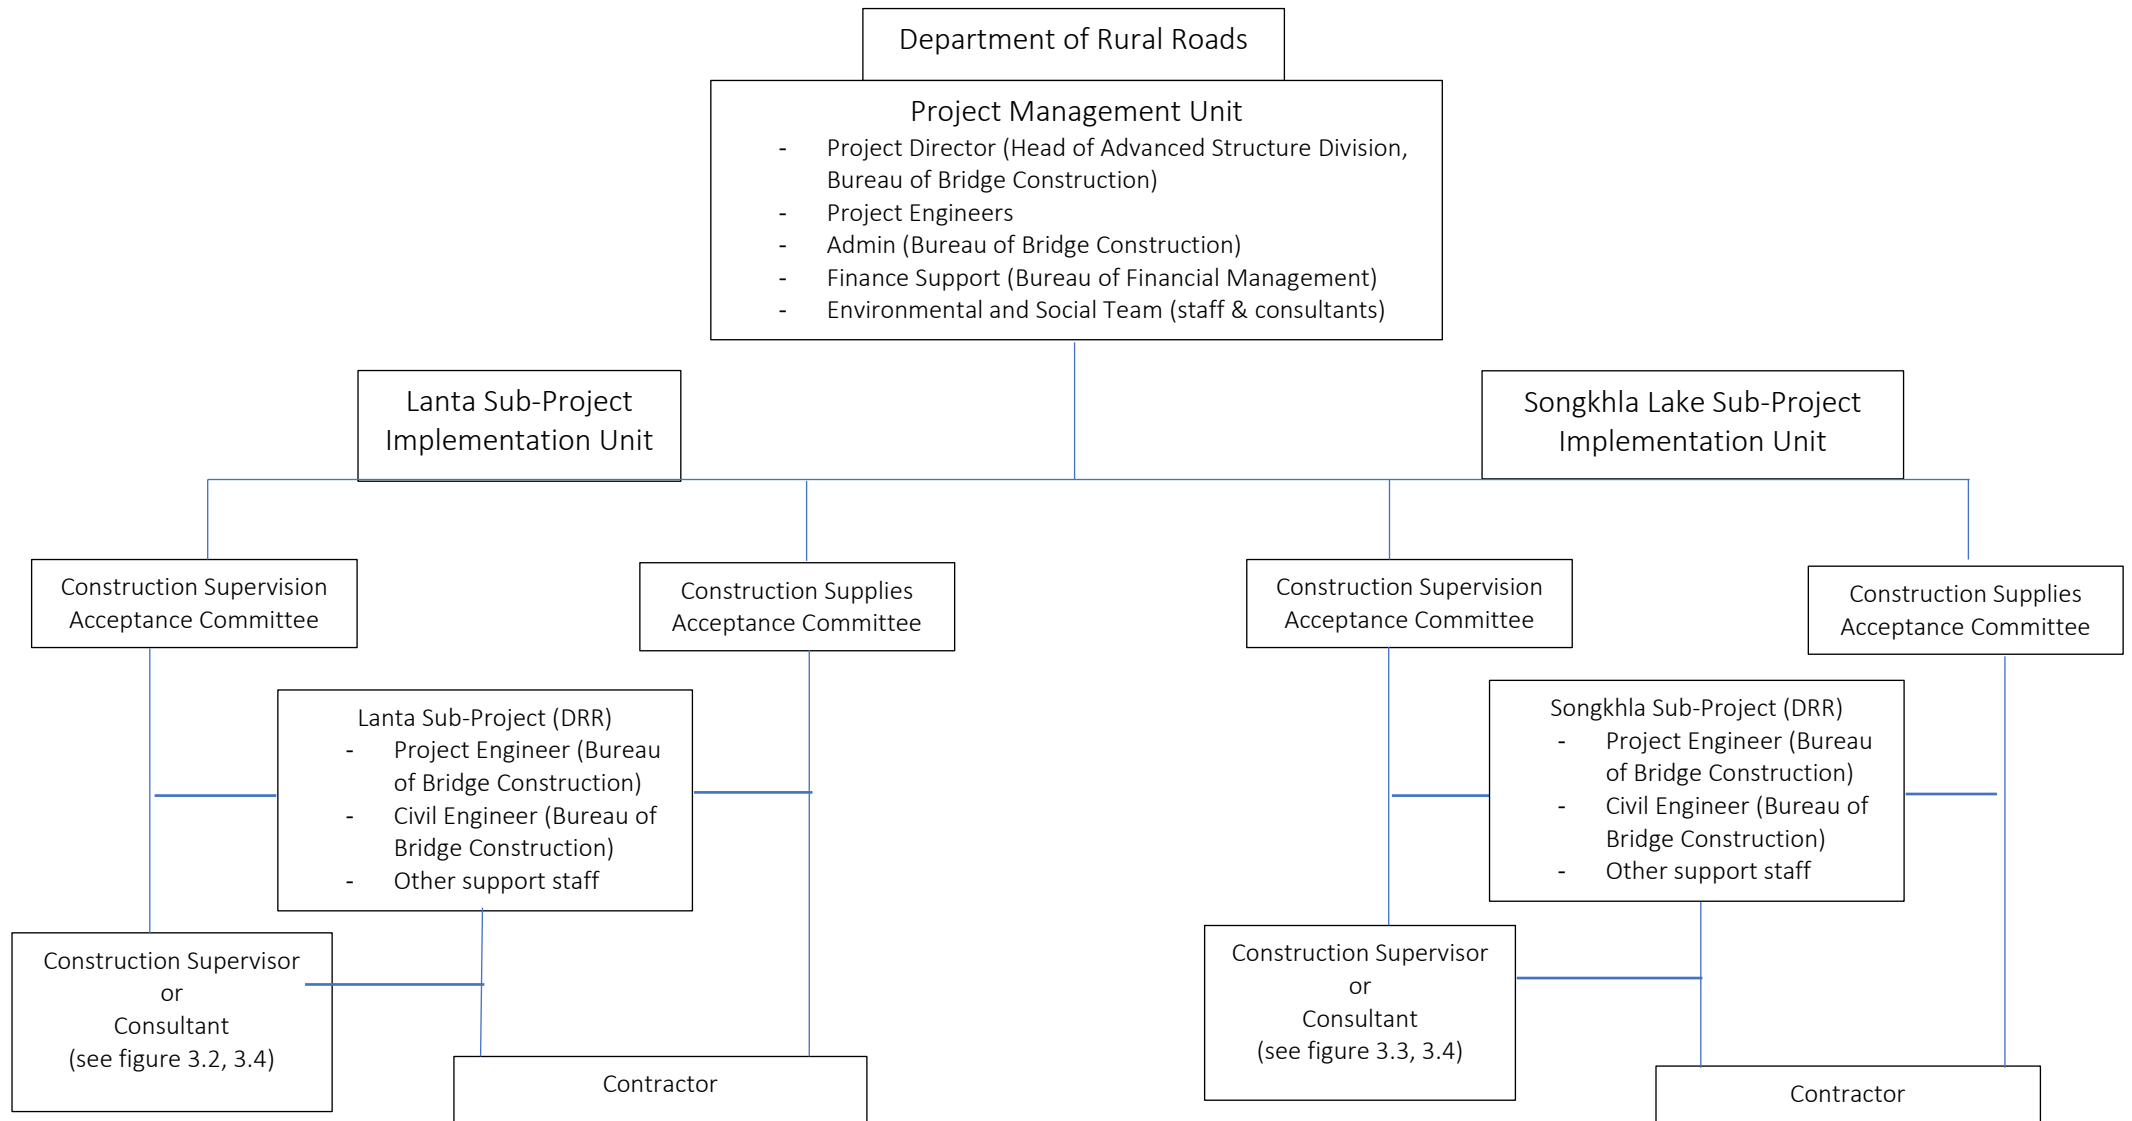 Department of Rural Roads
Project Management Unit
- Project Director (Head of Advanced Structure Division,
Bureau of Bridge Construction)
- Project Engineers
- Admin (Bureau of Bridge Construction)
- Finance Support (Bureau of Financial Management)
- Environmental and Social Team (staff & consultants)
Lanta Sub-Project
Implementation Unit
Songkhla Lake Sub-Project
Implementation Unit
Construction Supervision
Acceptance Committee
Construction Supplies
Acceptance Committee
Construction Supervision
Acceptance Committee
Construction Supplies
Acceptance Committee
Lanta Sub-Project (DRR)
- Project Engineer (Bureau
of Bridge Construction)
- Civil Engineer (Bureau of
Bridge Construction)
- Other support staff
Songkhla Sub-Project (DRR)
- Project Engineer (Bureau
of Bridge Construction)
- Civil Engineer (Bureau of
Bridge Construction)
- Other support staff
Construction Supervisor
or
Consultant
(see figure 3.2, 3.4)
Contractor
Construction Supervisor
or
Consultant
(see figure 3.3, 3.4)
Contractor